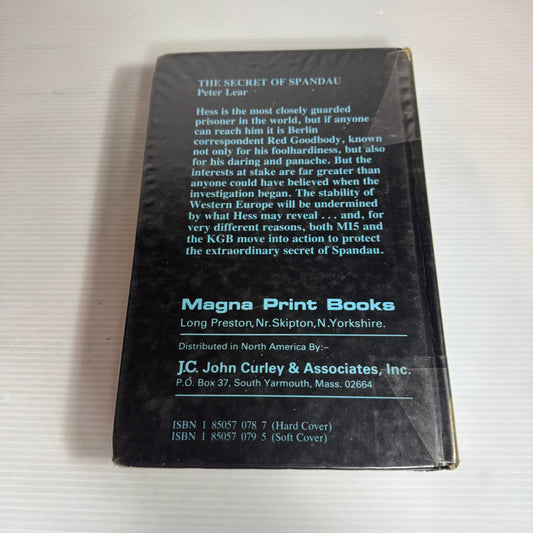 THE SECRET OF SPANDAU
Peter Lear
Hess is the most closely guarded
prisoner in the world, but if anyone
can reach him it is Berlin
correspondent Red Goodbody, known
not only for his foolhardiness, but also
for his daring and panache. But the
interests at stake are far greater than
anyone could have believed when the
investigation began. The stability of
Western Europe will be undermined
by what Hess may reveal . . . and, for
very different reasons, both MI5 and
the KGB move into action to protect
the extraordinary secret of Spandau.
Magna Print Books
Long Preston, Nr. Skipton, N. Yorkshire.
Distributed in North America By:–
J.C. John Curley & Associates, Inc.
P.O. Box 37, South Yarmouth, Mass. 02664
ISBN 1 85057 078 7 (Hard Cover)
ISBN 1 85057 079 5 (Soft Cover)